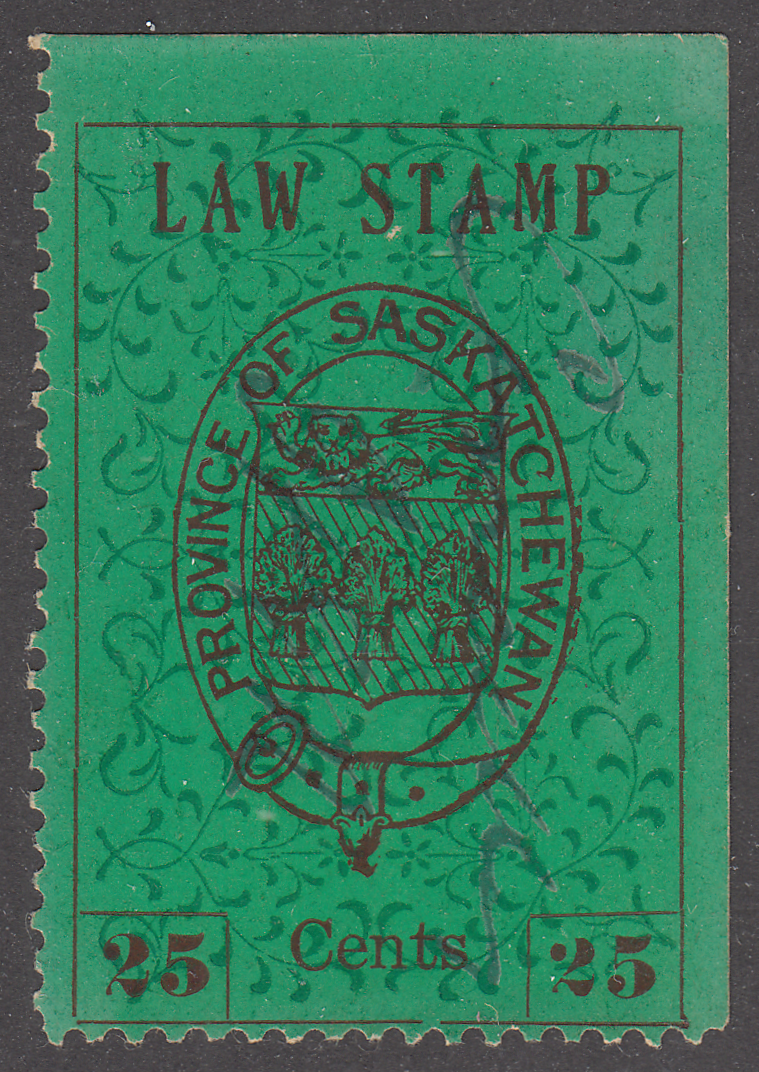 LAW STAMP
PROVINCE OF SASKATCHEWAN
25 Cents 25